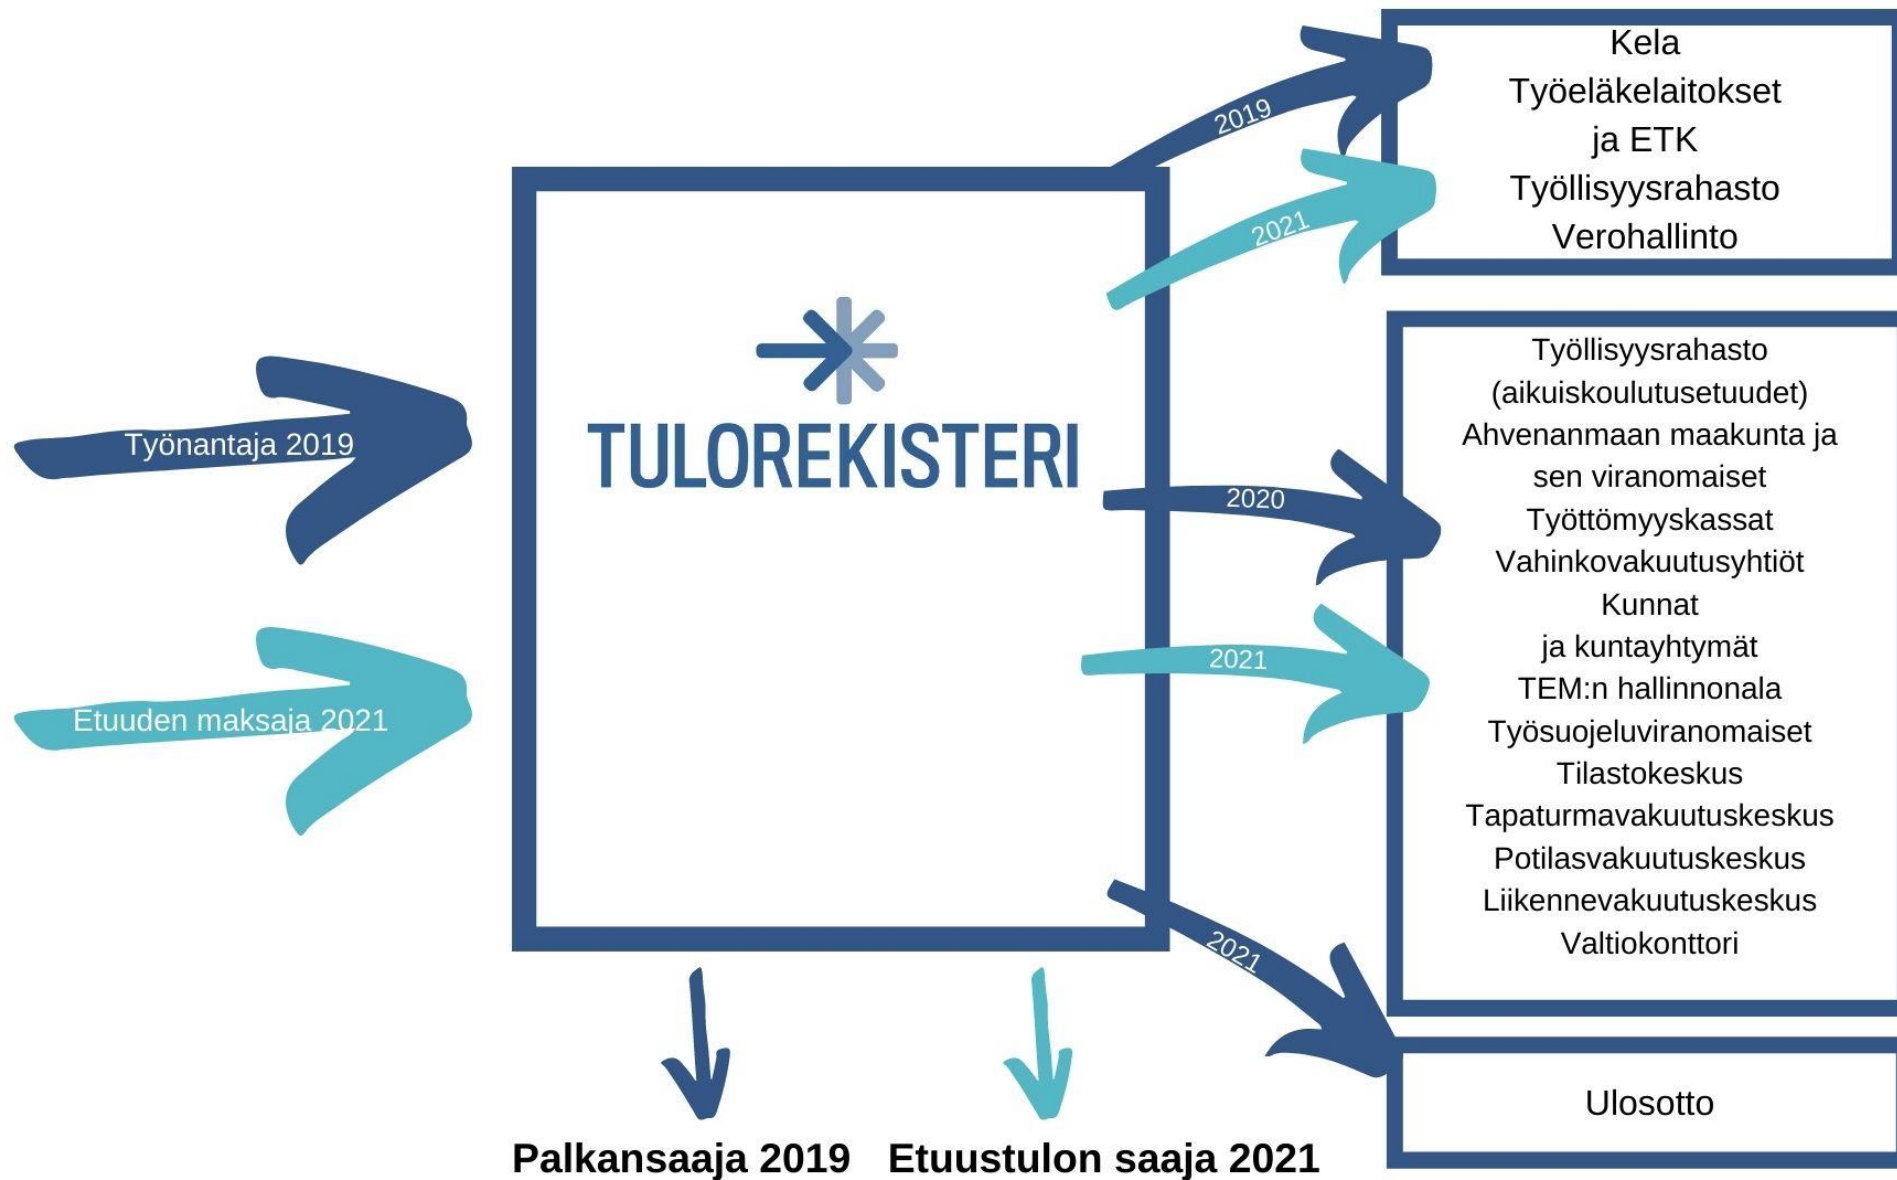 Työnantaja 2019
Etuuden maksaja 2021
TULOREKISTERI
2019
2021
2020
2021
2021
Kela
Työeläkelaitokset
ja ETK
Työllisyysrahasto
Verohallinto
Työllisyysrahasto
(aikuiskoulutusetuudet)
Ahvenanmaan maakunta ja
sen viranomaiset
Työttömyyskassat
Vahinkovakuutusyhtiöt
Kunnat
ja kuntayhtymät
TEM:n hallinnonala
Työsuojeluviranomaiset
Tilastokeskus
Tapaturmavakuutuskeskus
Potilasvakuutuskeskus
Liikennevakuutuskeskus
Valtiokonttori
Ulosotto
Palkansaaja 2019
Etuustulon saaja 2021